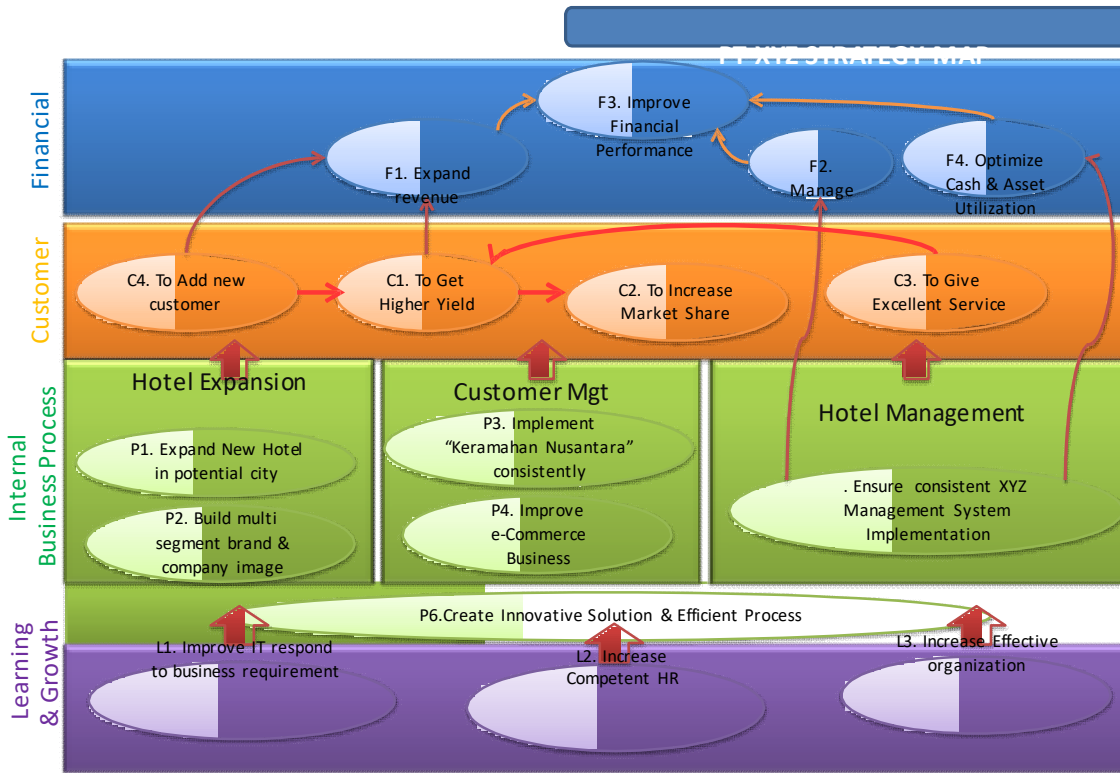 PT XYZ STRATEGY MAP
Financial
F3. Improve
Financial
Performance
F1. Expand
revenue
F2.
Manage
F4. Optimize
Cash & Asset
Utilization
Customer
C4. To Add new
customer
C1. To Get
Higher Yield
C2. To Increase
Market Share
C3. To Give
Excellent Service
Internal
Business Process
Hotel Expansion
P1. Expand New Hotel
in potential city
P2. Build multi
segment brand &
company image
Customer Mgt
P3. Implement
“Keramahan Nusantara”
consistently
P4. Improve
e-Commerce
Business
Hotel Management
. Ensure consistent XYZ
Management System
Implementation
P6.Create Innovative Solution & Efficient Process
Learning
& Growth
L1. Improve IT respond
to business requirement
L2. Increase
Competent HR
L3. Increase Effective
organization